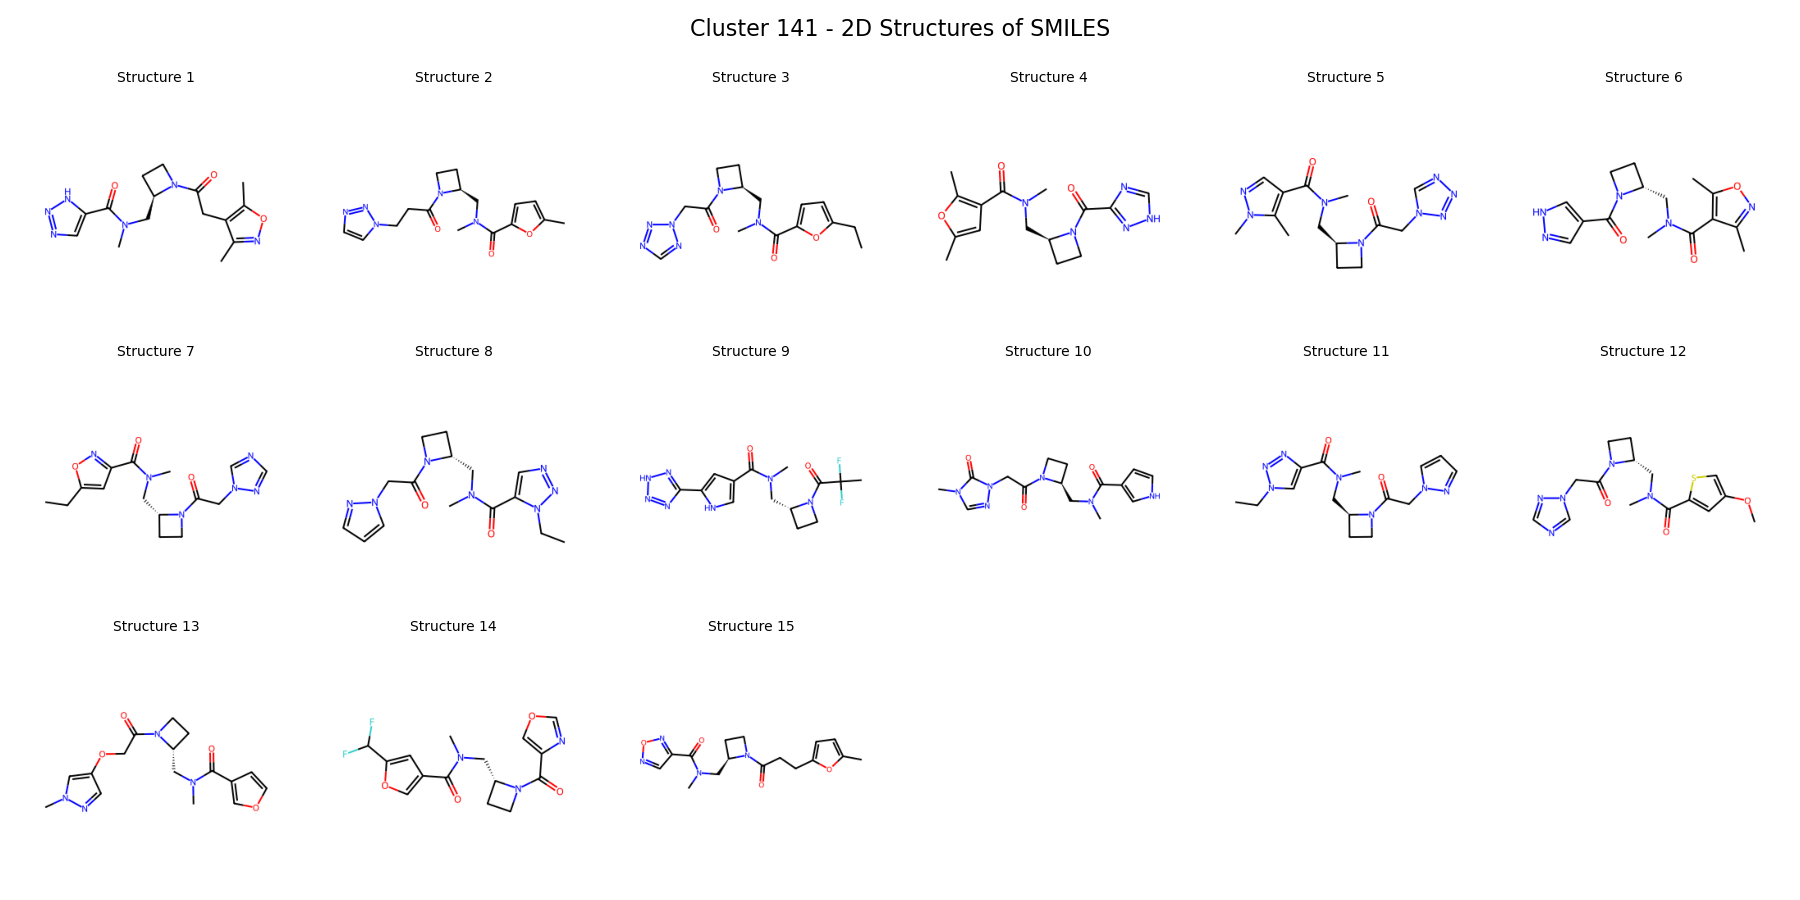 Cluster 141 - 2D Structures of SMILES
Structure 1
Structure 2
Structure 3
Structure 4
Structure 5
Structure 6
Structure 7
Structure 8
Structure 9
Structure 10
Structure 11
Structure 12
Structure 13
Structure 14
Structure 15